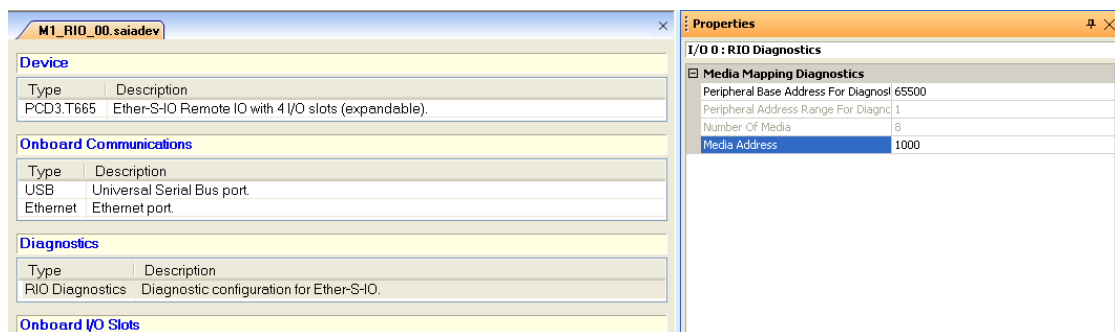 M1_RIO_00.saiadev
Device
Type Description
PCD3.T665 Ether-S-IO Remote IO with 4 I/O slots (expandable).
Onboard Communications
Type Description
USB Universal Serial Bus port.
Ethernet Ethernet port.
Diagnostics
Type Description
RIO Diagnostics Diagnostic configuration for Ether-S-IO.
Onboard I/O Slots
Properties
I/O 0 : RIO Diagnostics
Media Mapping Diagnostics
Peripheral Base Address For Diagnost 65500
Peripheral Address Range For Diagnc 1
Number Of Media 8
Media Address 1000